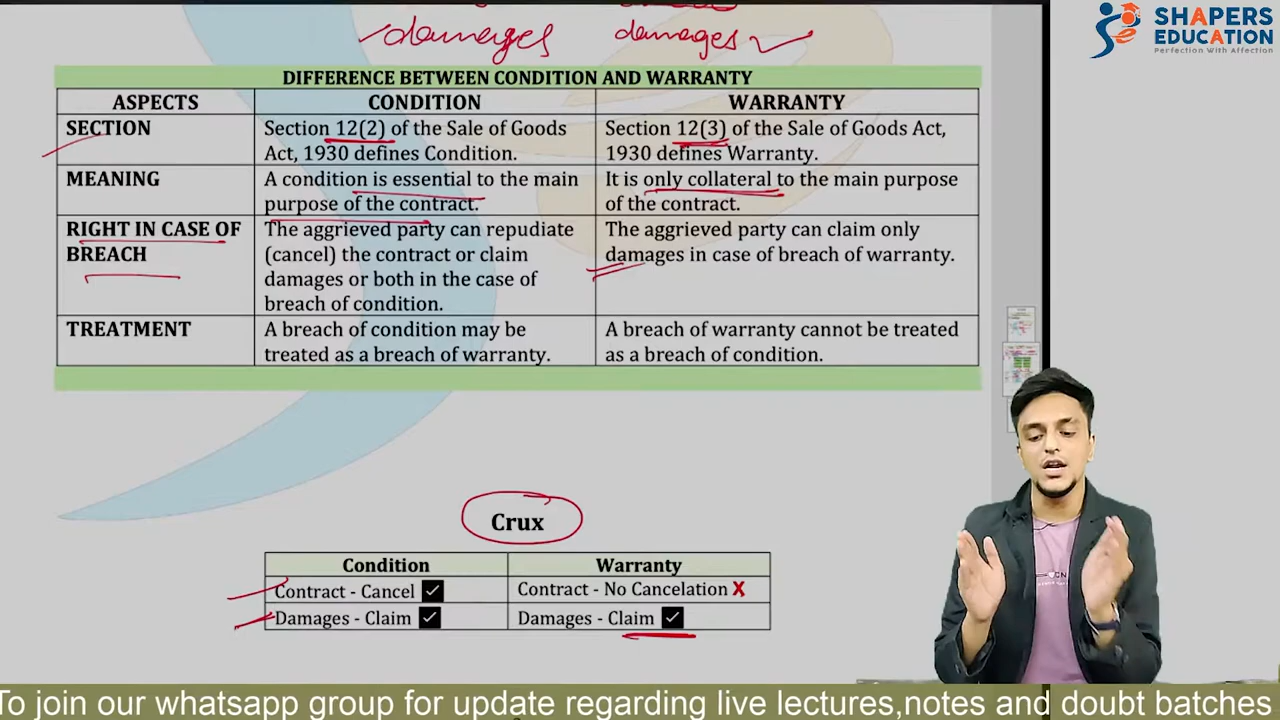 SHAPERS
EDUCATION
Perfection With Affection
damages damages
DIFFERENCE BETWEEN CONDITION AND WARRANTY
ASPECTS CONDITION WARRANTY
SECTION Section 12(2) of the Sale of Goods Act, 1930 defines Condition. Section 12(3) of the Sale of Goods Act, 1930 defines Warranty.
MEANING A condition is essential to the main purpose of the contract. It is only collateral to the main purpose of the contract.
RIGHT IN CASE OF BREACH The aggrieved party can repudiate (cancel) the contract or claim damages or both in the case of breach of condition. The aggrieved party can claim only damages in case of breach of warranty.
TREATMENT A breach of condition may be treated as a breach of warranty. A breach of warranty cannot be treated as a breach of condition.
Crux
Condition Warranty
Contract - Cancel ✓ Contract - No Cancelation X
Damages - Claim ✓ Damages - Claim ✓
To join our whatsapp group for update regarding live lectures,notes and doubt batches